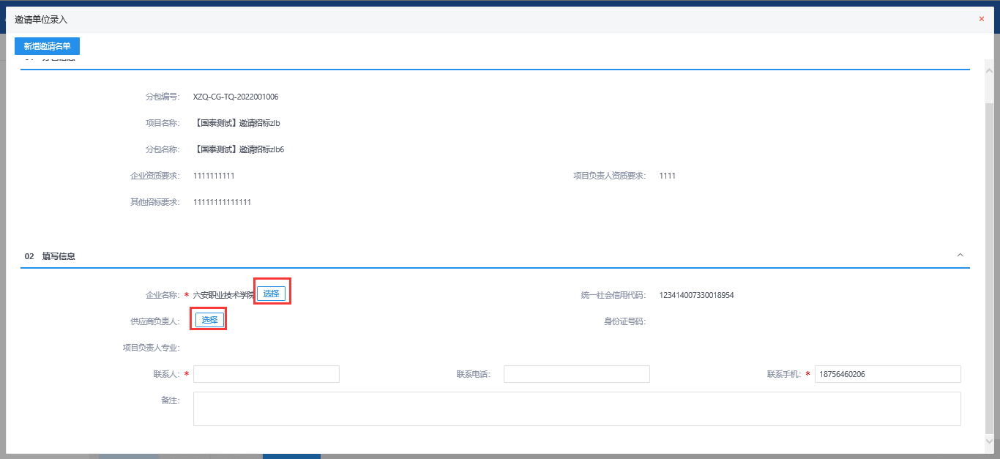 邀请单位录入
×
新增邀请名单
01 分包信息
分包编号: XZQ-CG-TQ-2022001006
项目名称: 【国泰测试】邀请招标zlb
分包名称: 【国泰测试】邀请招标zlb6
企业资质要求: 1111111111 项目负责人资质要求: 1111
其他招标要求: 11111111111111
02 填写信息
企业名称: * 六安职业技术学院 选择 统一社会信用代码: 123414007330018954
供应商负责人: 选择 身份证号码:
项目负责人专业:
联系人: * 联系电话: 联系手机: * 18756460206
备注: